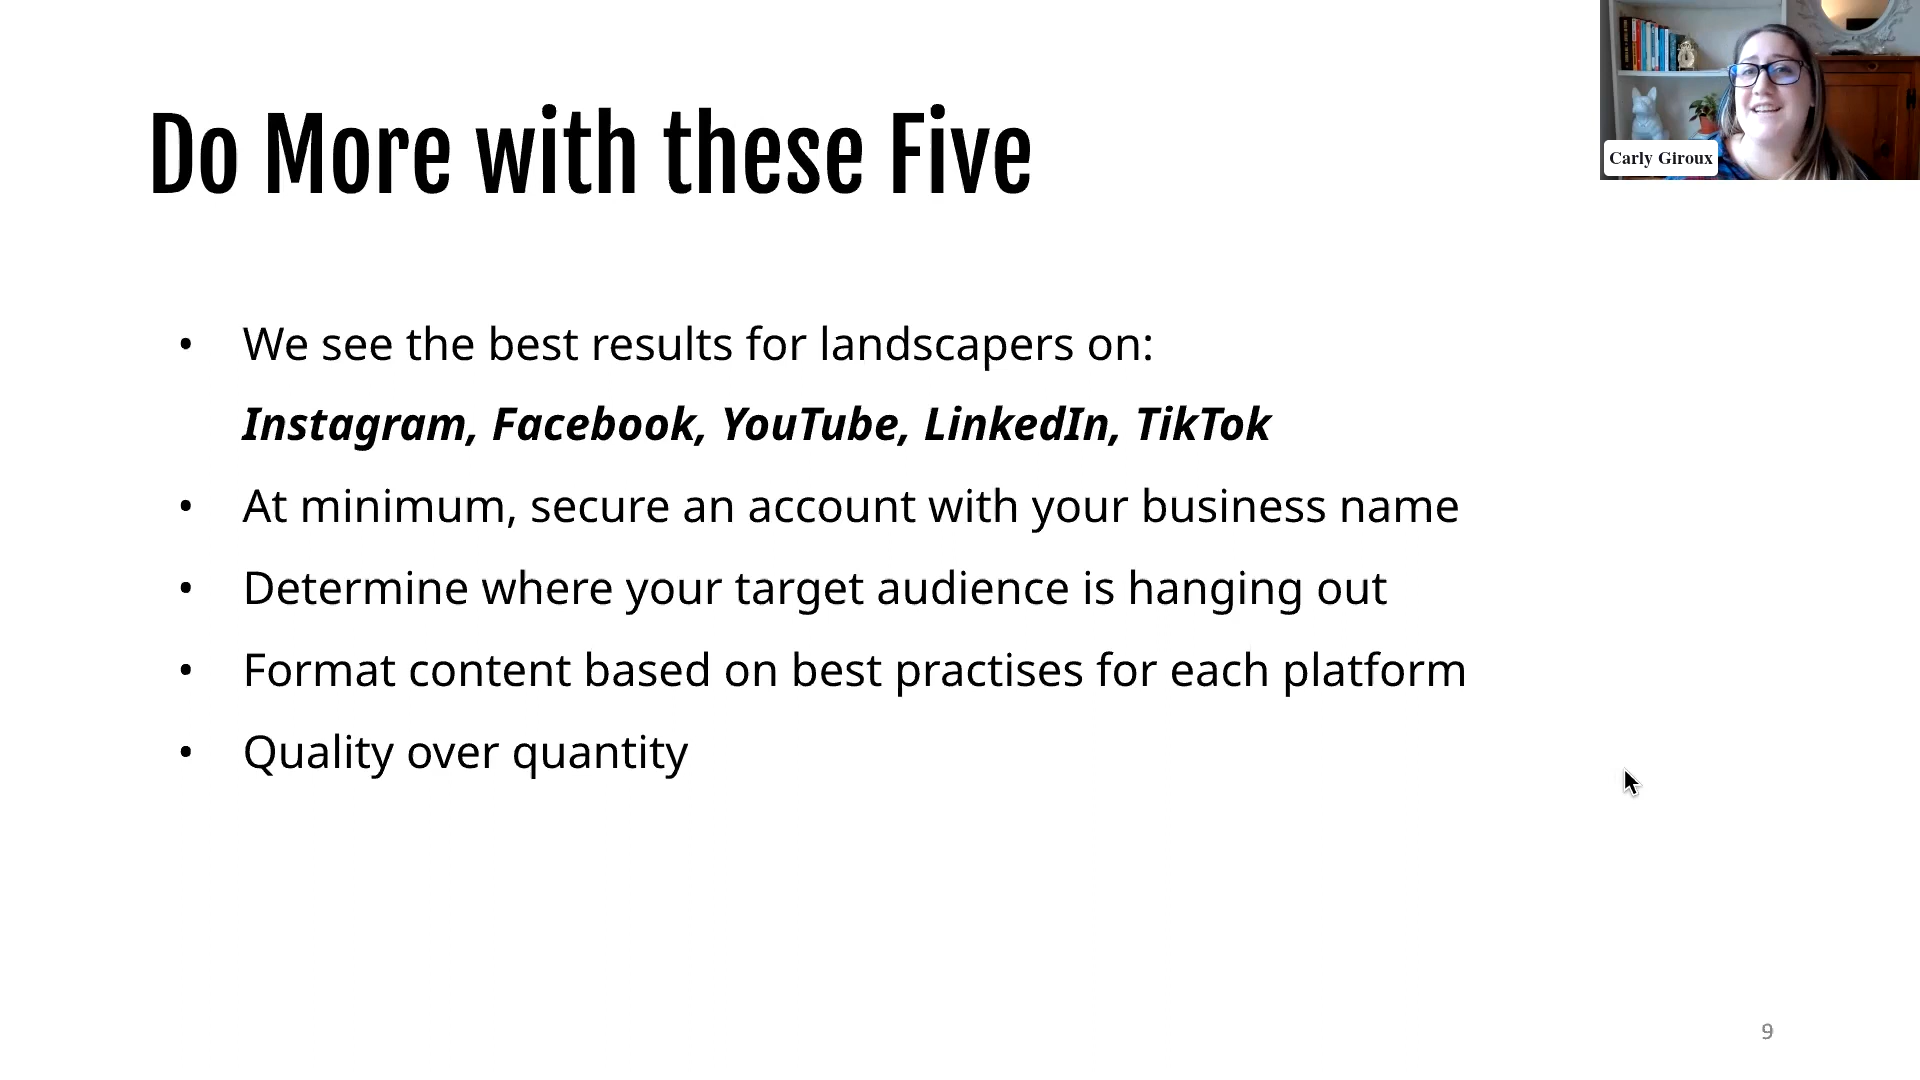 Do More with these Five
Carly Giroux
• We see the best results for landscapers on:
Instagram, Facebook, YouTube, LinkedIn, TikTok
• At minimum, secure an account with your business name
• Determine where your target audience is hanging out
• Format content based on best practises for each platform
• Quality over quantity
9